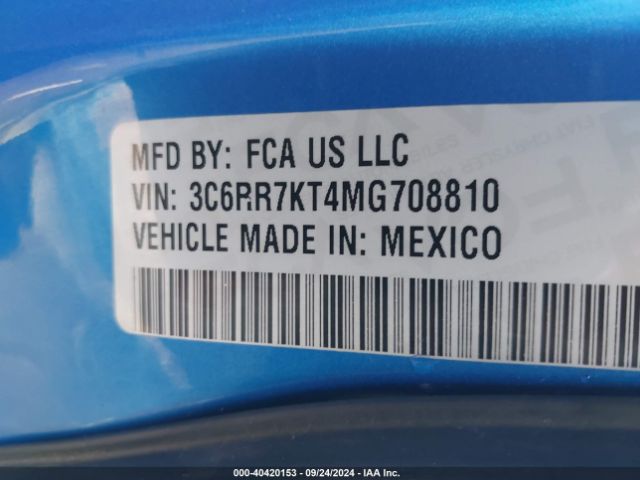 MFD BY: FCA US LLC
VIN: 3C6RR7KT4MG708810
VEHICLE MADE IN: MEXICO
000-40420153 - 09/24/2024 - IAA Inc.